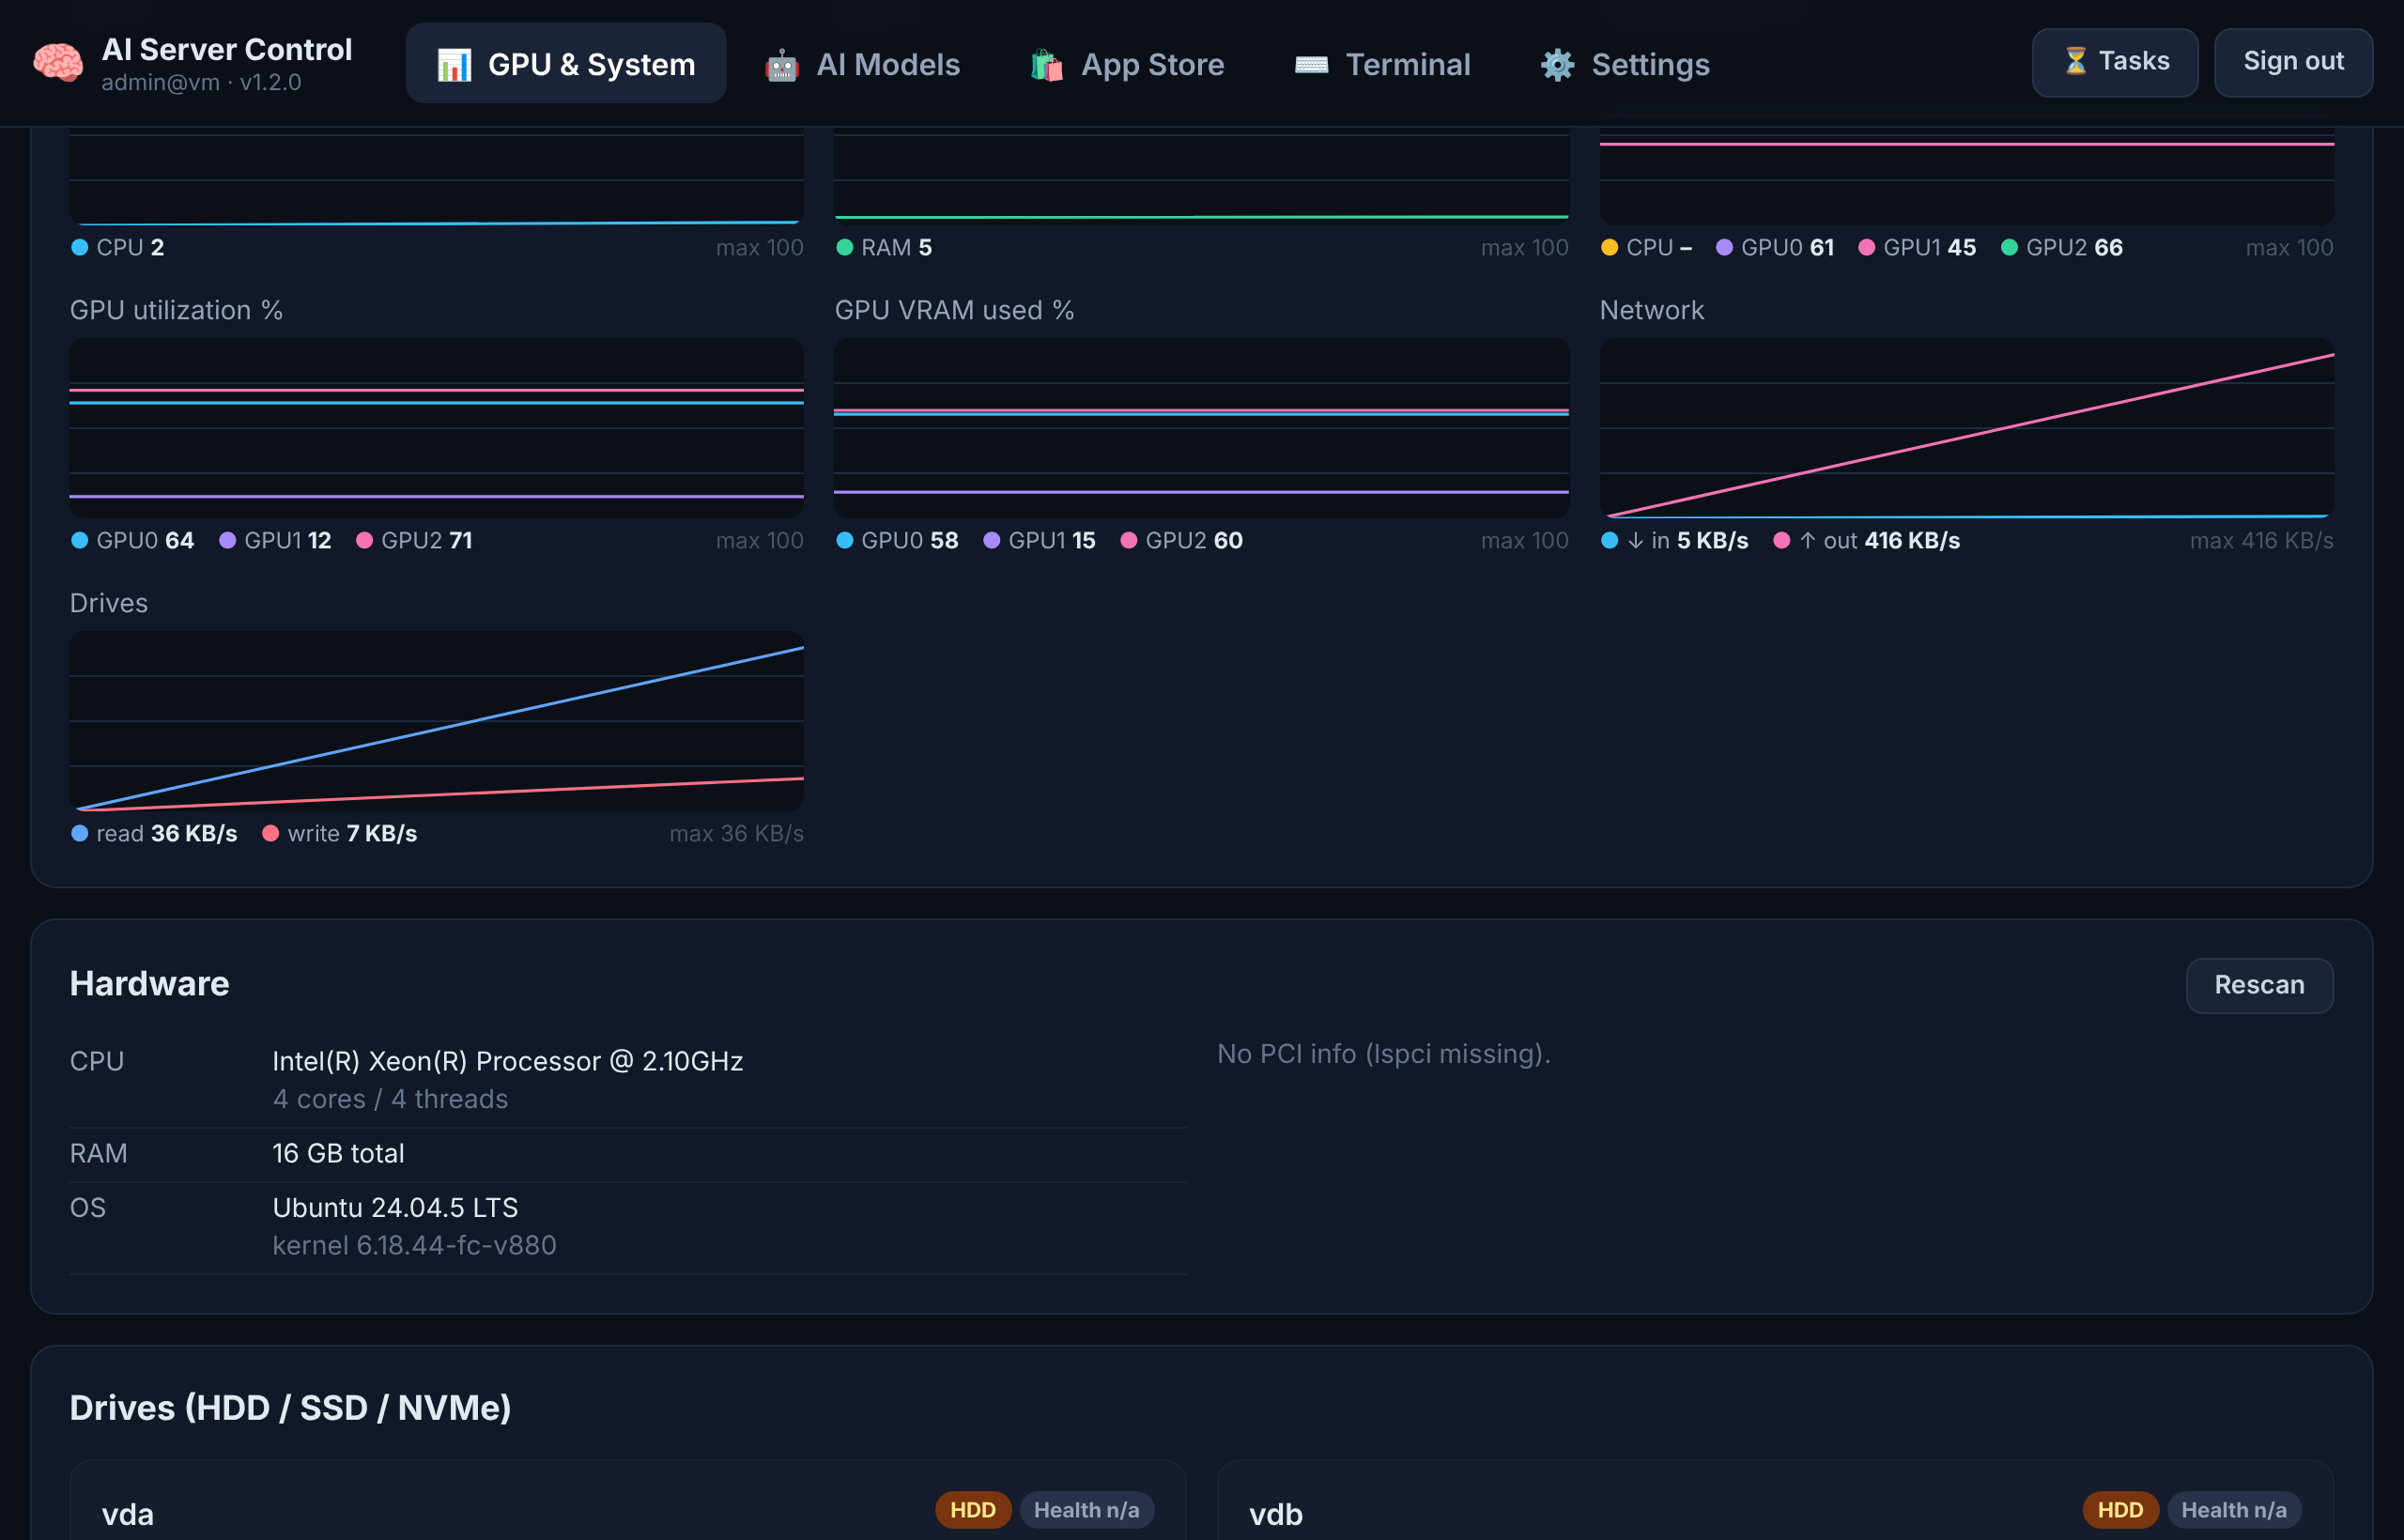 AI Server Control
admin@vm · v1.2.0
GPU & System
AI Models
App Store
Terminal
Settings
Tasks
Sign out
CPU 2 max 100
RAM 5 max 100
CPU – GPU0 61 GPU1 45 GPU2 66 max 100
GPU utilization %
GPU VRAM used %
Network
GPU0 64 GPU1 12 GPU2 71 max 100
GPU0 58 GPU1 15 GPU2 60 max 100
↓ in 5 KB/s ↑ out 416 KB/s max 416 KB/s
Drives
read 36 KB/s write 7 KB/s max 36 KB/s
Hardware
Rescan
CPU Intel(R) Xeon(R) Processor @ 2.10GHz
4 cores / 4 threads
No PCI info (lspci missing).
RAM 16 GB total
OS Ubuntu 24.04.5 LTS
kernel 6.18.44-fc-v880
Drives (HDD / SSD / NVMe)
vda HDD Health n/a
vdb HDD Health n/a